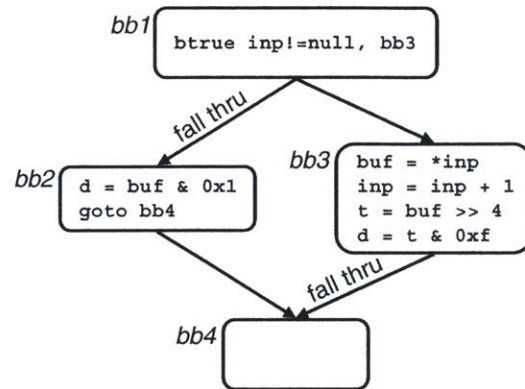 bb1
btrue inp!=null, bb3
fall thru
bb2
d = buf & 0x1
goto bb4
bb3
buf = *inp
inp = inp + 1
t = buf >> 4
d = t & 0xf
fall thru
bb4